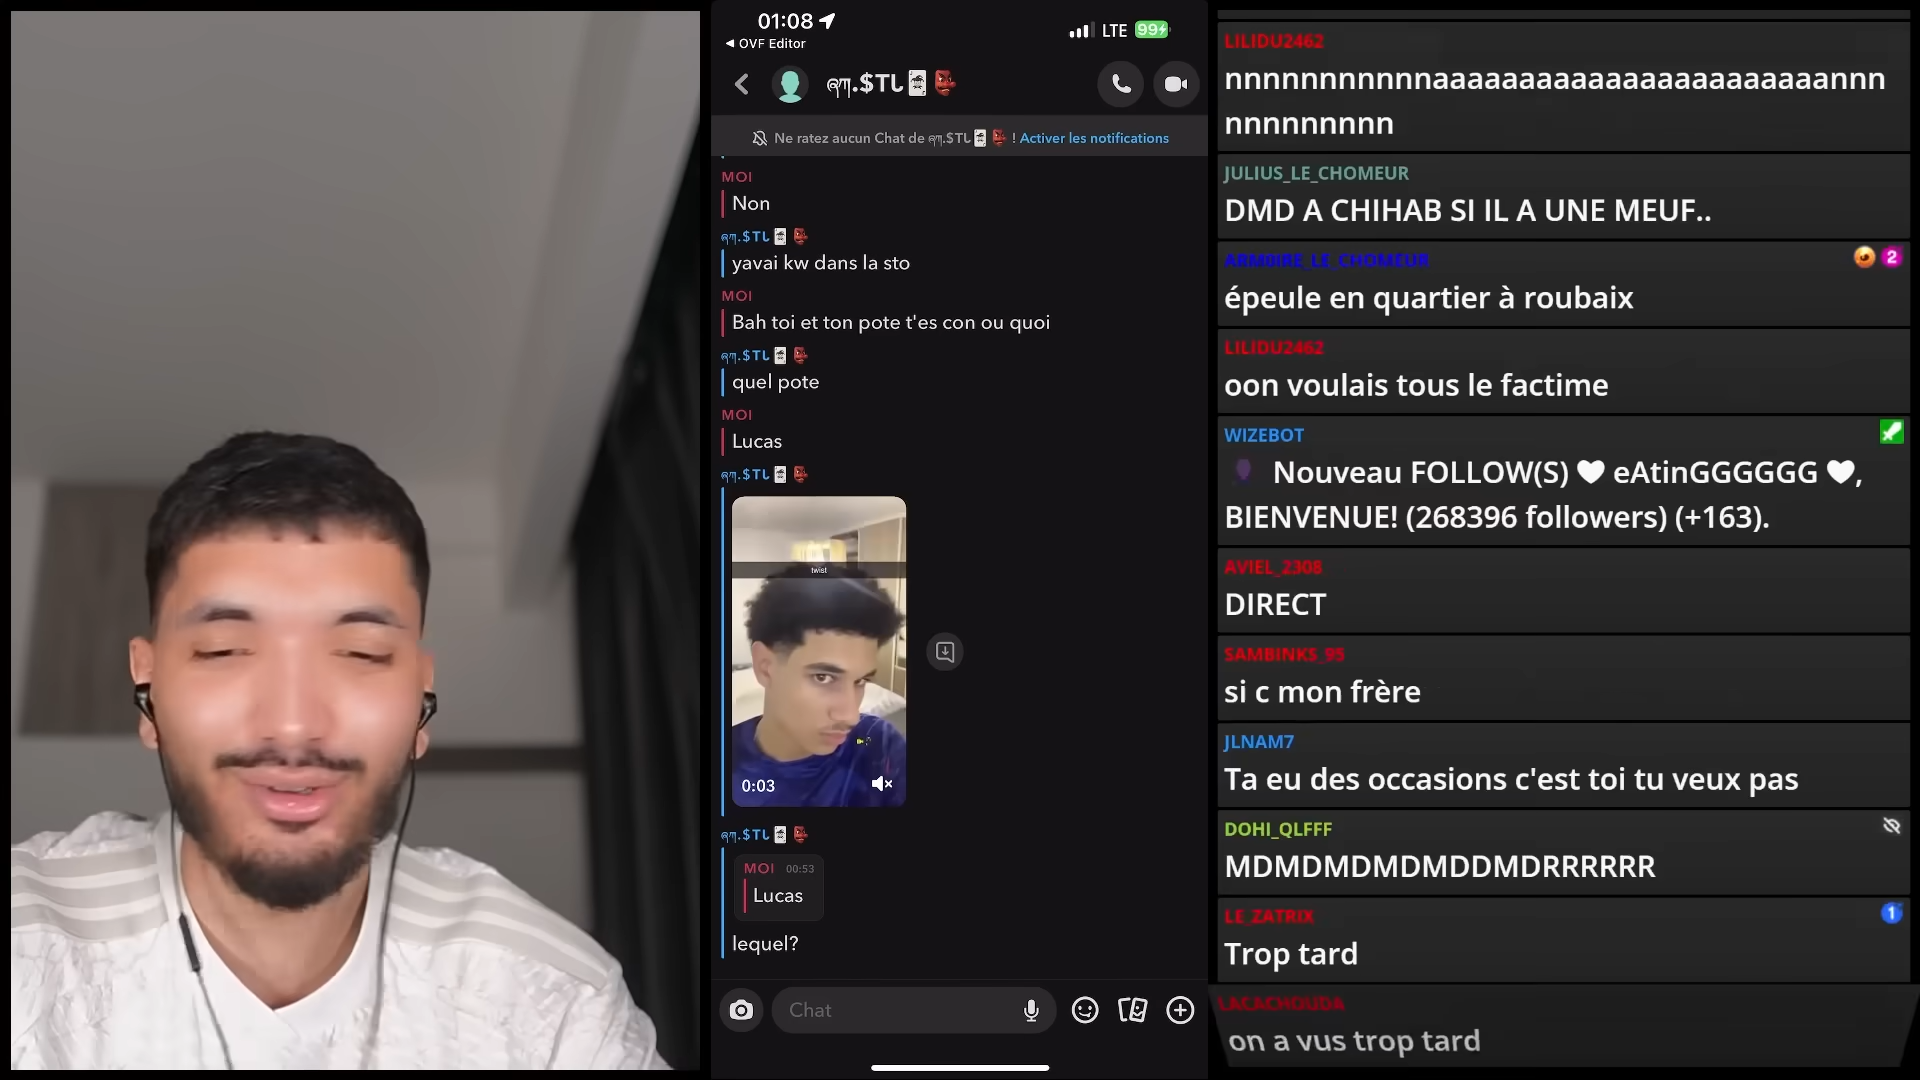 01:08
LTE 99
◄ OVF Editor
Ne ratez aucun Chat de ! Activer les notifications
MOI
Non
yavai kw dans la sto
MOI
Bah toi et ton pote t'es con ou quoi
quel pote
MOI
Lucas
twist
0:03
MOI 00:53
Lucas
lequel?
Chat
LILIDU2462
nnnnnnnnnnnaaaaaaaaaaaaaaaaaaaaaannn
nnnnnnnnn
JULIUS_LE_CHOMEUR
DMD A CHIHAB SI IL A UNE MEUF..
ARM0IRE_LE_CHOMEUR
2
épeule en quartier à roubaix
LILIDU2462
oon voulais tous le factime
WIZEBOT
Nouveau FOLLOW(S) ♥ eAtinGGGGGG ♥,
BIENVENUE! (268396 followers) (+163).
AVIEL_2308
DIRECT
SAMBINKS_95
si c mon frère
JLNAM7
Ta eu des occasions c'est toi tu veux pas
DOHI_QLFFF
MDMDMDMDMDDMDRRRRRR
LE_ZATRIX
1
Trop tard
LACACHOUDA
on a vus trop tard